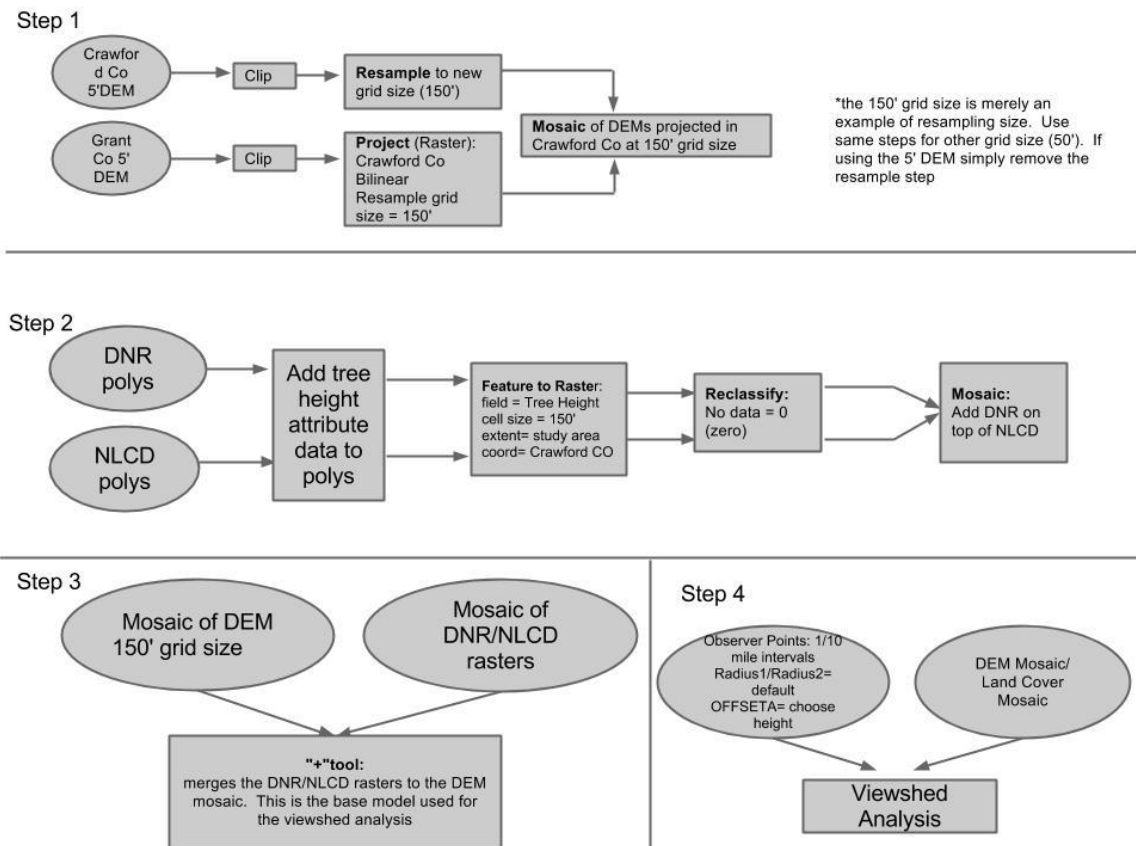 Step 1
Crawfor
d Co
5'DEM
Clip
Resample to new
grid size (150')
Grant
Co 5'
DEM
Clip
Project (Raster):
Crawford Co
Bilinear
Resample grid
size = 150'
Mosaic of DEMs projected in
Crawford Co at 150' grid size
*the 150' grid size is merely an
example of resampling size. Use
same steps for other grid size (50'). If
using the 5' DEM simply remove the
resample step
Step 2
DNR
polys
NLCD
polys
Add tree
height
attribute
data to
polys
Feature to Raster:
field = Tree Height
cell size = 150'
extent= study area
coord= Crawford CO
Reclassify:
No data = 0
(zero)
Mosaic:
Add DNR on
top of NLCD
Step 3
Mosaic of DEM
150' grid size
Mosaic of
DNR/NLCD
rasters
"+"tool:
merges the DNR/NLCD rasters to the DEM
mosaic. This is the base model used for
the viewshed analysis
Step 4
Observer Points: 1/10
mile intervals
Radius1/Radius2=
default
OFFSETA= choose
height
DEM Mosaic/
Land Cover
Mosaic
Viewshed
Analysis